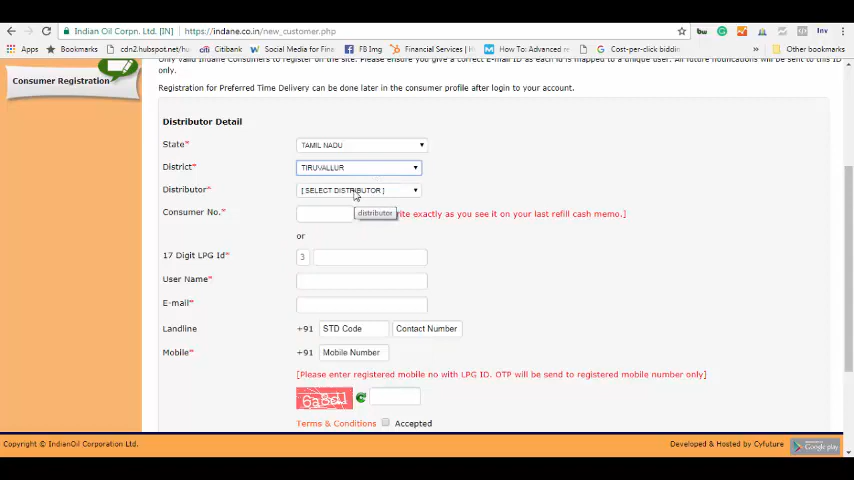 Indian Oil Corpn. Ltd. [IN] https://indane.co.in/new_customer.php
Inv
Apps Bookmarks cdn2.hubspot.net/hu Citibank Social Media for Fina FB Img Financial Services | H How To: Advanced re Cost-per-click biddin Other bookmarks
Only valid Indane Consumers to register on the site. Please ensure you give a correct E-mail ID as each id is mapped to a unique user. All future notifications will be sent to this ID
only.
Consumer Registration
Registration for Preferred Time Delivery can be done later in the consumer profile after login to your account.
Distributor Detail
State* TAMIL NADU
District* TIRUVALLUR
Distributor* [ SELECT DISTRIBUTOR ]
Consumer No.* distributor rite exactly as you see it on your last refill cash memo.]
or
17 Digit LPG Id* 3
User Name*
E-mail*
Landline +91 STD Code Contact Number
Mobile* +91 Mobile Number
[Please enter registered mobile no with LPG ID. OTP will be send to registered mobile number only]
Terms & Conditions Accepted
Copyright © IndianOil Corporation Ltd. Developed & Hosted by Cyfuture Google play